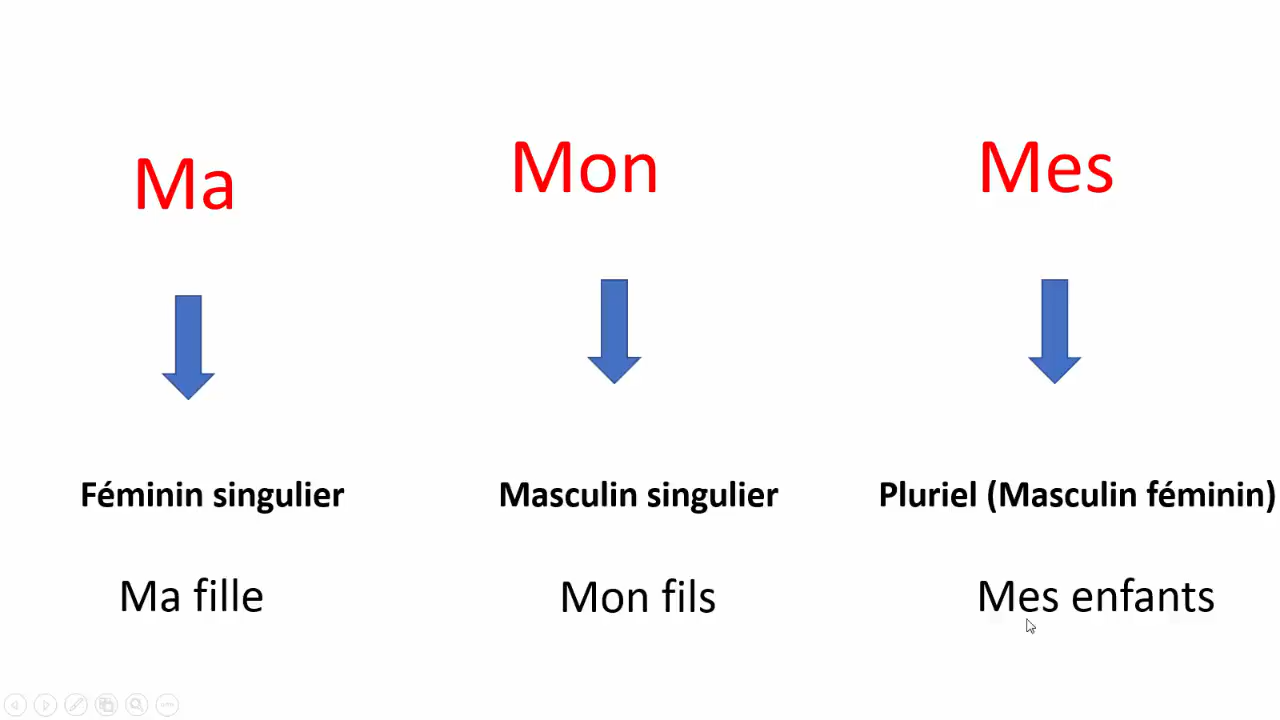 Ma
Mon
Mes
Féminin singulier
Masculin singulier
Pluriel (Masculin féminin)
Ma fille
Mon fils
Mes enfants